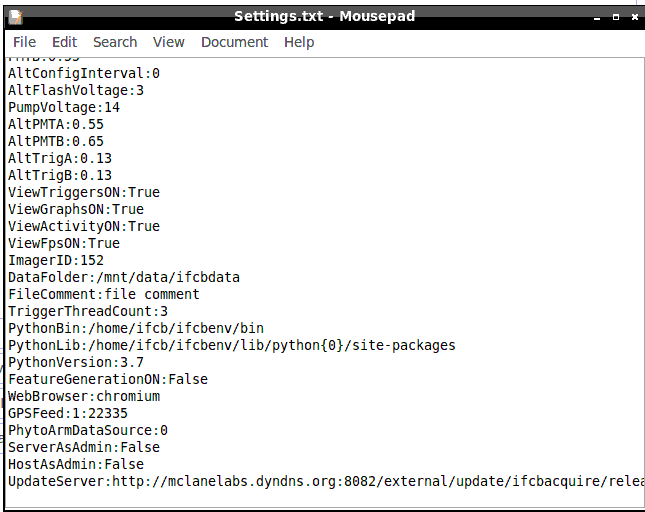 Settings.txt - Mousepad
File Edit Search View Document Help
AltConfigInterval:0
AltFlashVoltage:3
PumpVoltage:14
AltPMTA:0.55
AltPMTB:0.65
AltTrigA:0.13
AltTrigB:0.13
ViewTriggersON:True
ViewGraphsON:True
ViewActivityON:True
ViewFpsON:True
ImagerID:152
DataFolder:/mnt/data/ifcbdata
FileComment:file comment
TriggerThreadCount:3
PythonBin:/home/ifcb/ifcbenv/bin
PythonLib:/home/ifcb/ifcbenv/lib/python{0}/site-packages
PythonVersion:3.7
FeatureGenerationON:False
WebBrowser:chromium
GPSFeed:1:22335
PhytoArmDataSource:0
ServerAsAdmin:False
HostAsAdmin:False
UpdateServer:http://mclanelabs.dyndns.org:8082/external/update/ifcbacquire/relea